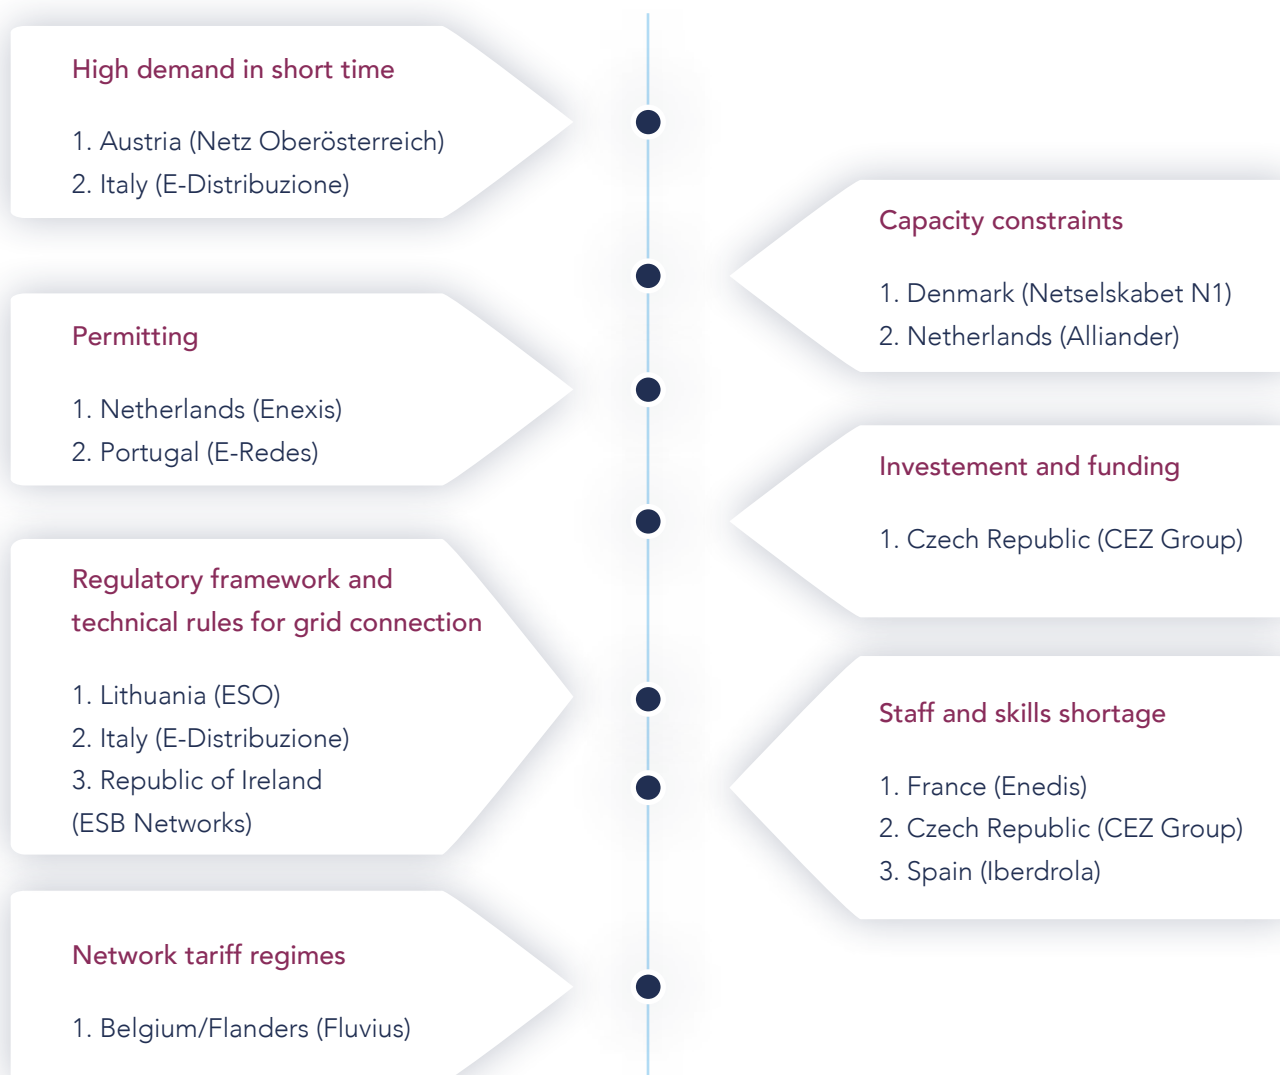 High demand in short time
1. Austria (Netz Oberösterreich)
2. Italy (E-Distribuzione)
Capacity constraints
1. Denmark (Netselskabet N1)
2. Netherlands (Alliander)
Permitting
1. Netherlands (Enexis)
2. Portugal (E-Redes)
Investement and funding
1. Czech Republic (CEZ Group)
Regulatory framework and
technical rules for grid connection
1. Lithuania (ESO)
2. Italy (E-Distribuzione)
3. Republic of Ireland
(ESB Networks)
Staff and skills shortage
1. France (Enedis)
2. Czech Republic (CEZ Group)
3. Spain (Iberdrola)
Network tariff regimes
1. Belgium/Flanders (Fluvius)